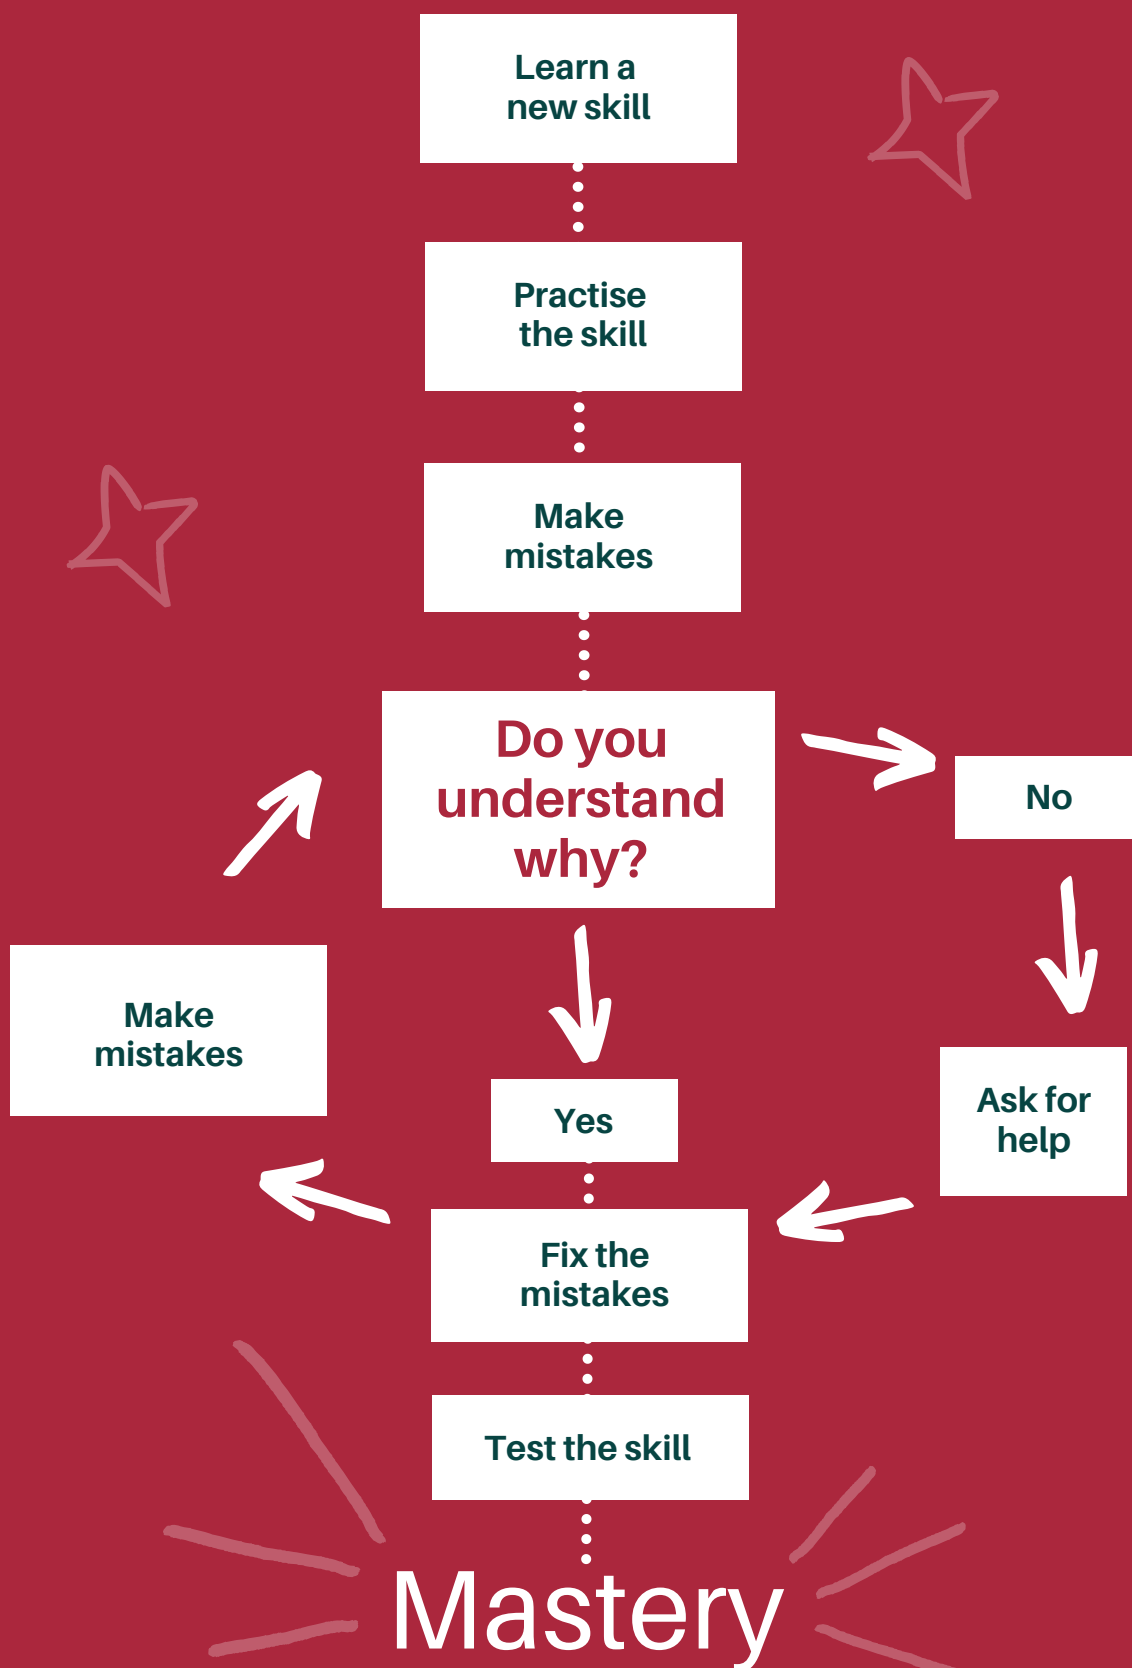 Learn a
new skill
Practise
the skill
Make
mistakes
Do you
understand
why?
No
Make
mistakes
Yes
Ask for
help
Fix the
mistakes
Test the skill
Mastery